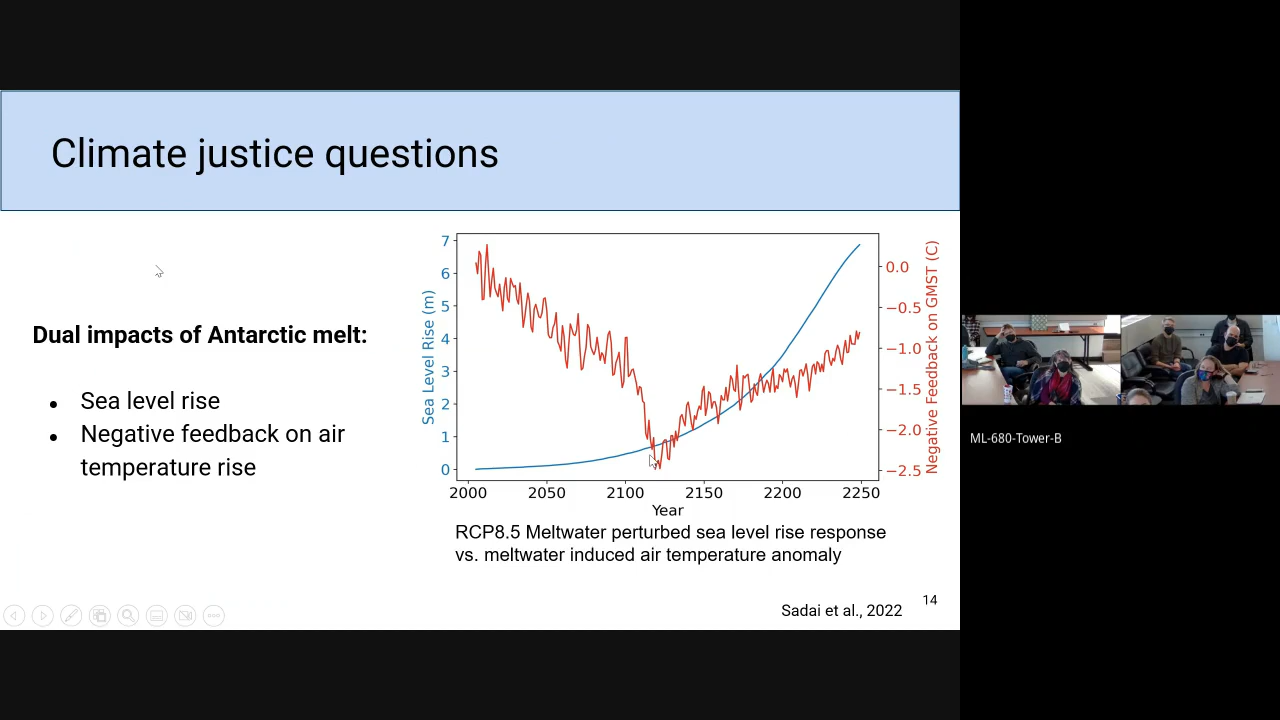 Climate justice questions
Dual impacts of Antarctic melt:
● Sea level rise
● Negative feedback on air
temperature rise
Sea Level Rise (m)
7
6
5
4
3
2
1
0
0.0
−0.5
−1.0
−1.5
−2.0
−2.5
Negative Feedback on GMST (C)
2000 2050 2100 2150 2200 2250
Year
RCP8.5 Meltwater perturbed sea level rise response
vs. meltwater induced air temperature anomaly
Sadai et al., 2022
14
ML-680-Tower-B